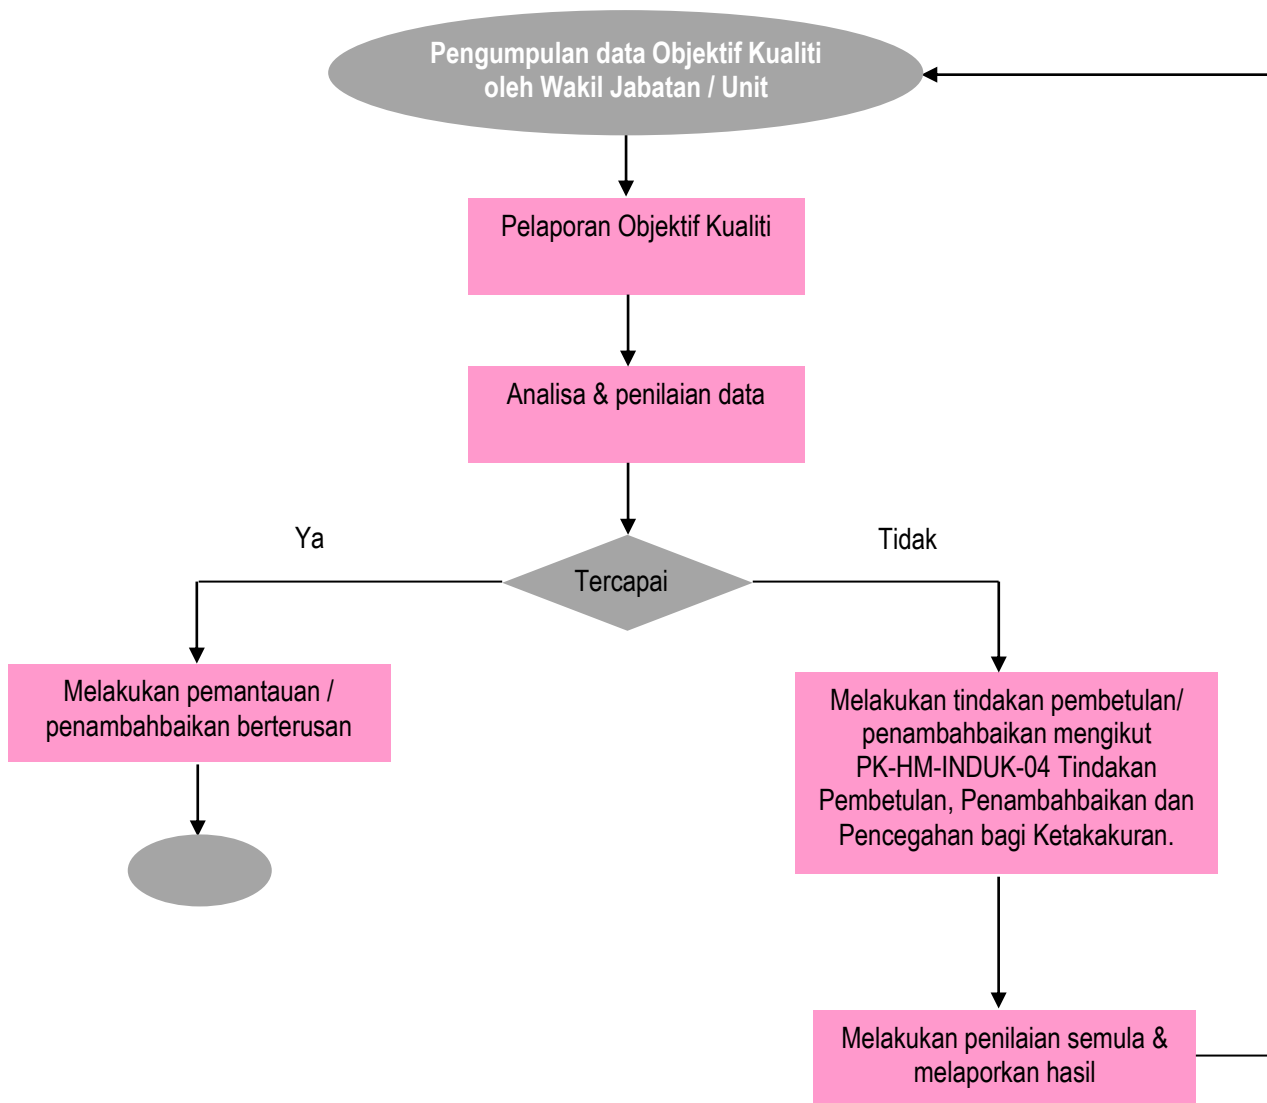 Pengumpulan data Objektif Kualiti
oleh Wakil Jabatan / Unit
Pelaporan Objektif Kualiti
Analisa & penilaian data
Ya
Tidak
Tercapai
Melakukan pemantauan /
penambahbaikan berterusan
Melakukan tindakan pembetulan/
penambahbaikan mengikut
PK-HM-INDUK-04 Tindakan
Pembetulan, Penambahbaikan dan
Pencegahan bagi Ketakakuran.
Melakukan penilaian semula &
melaporkan hasil